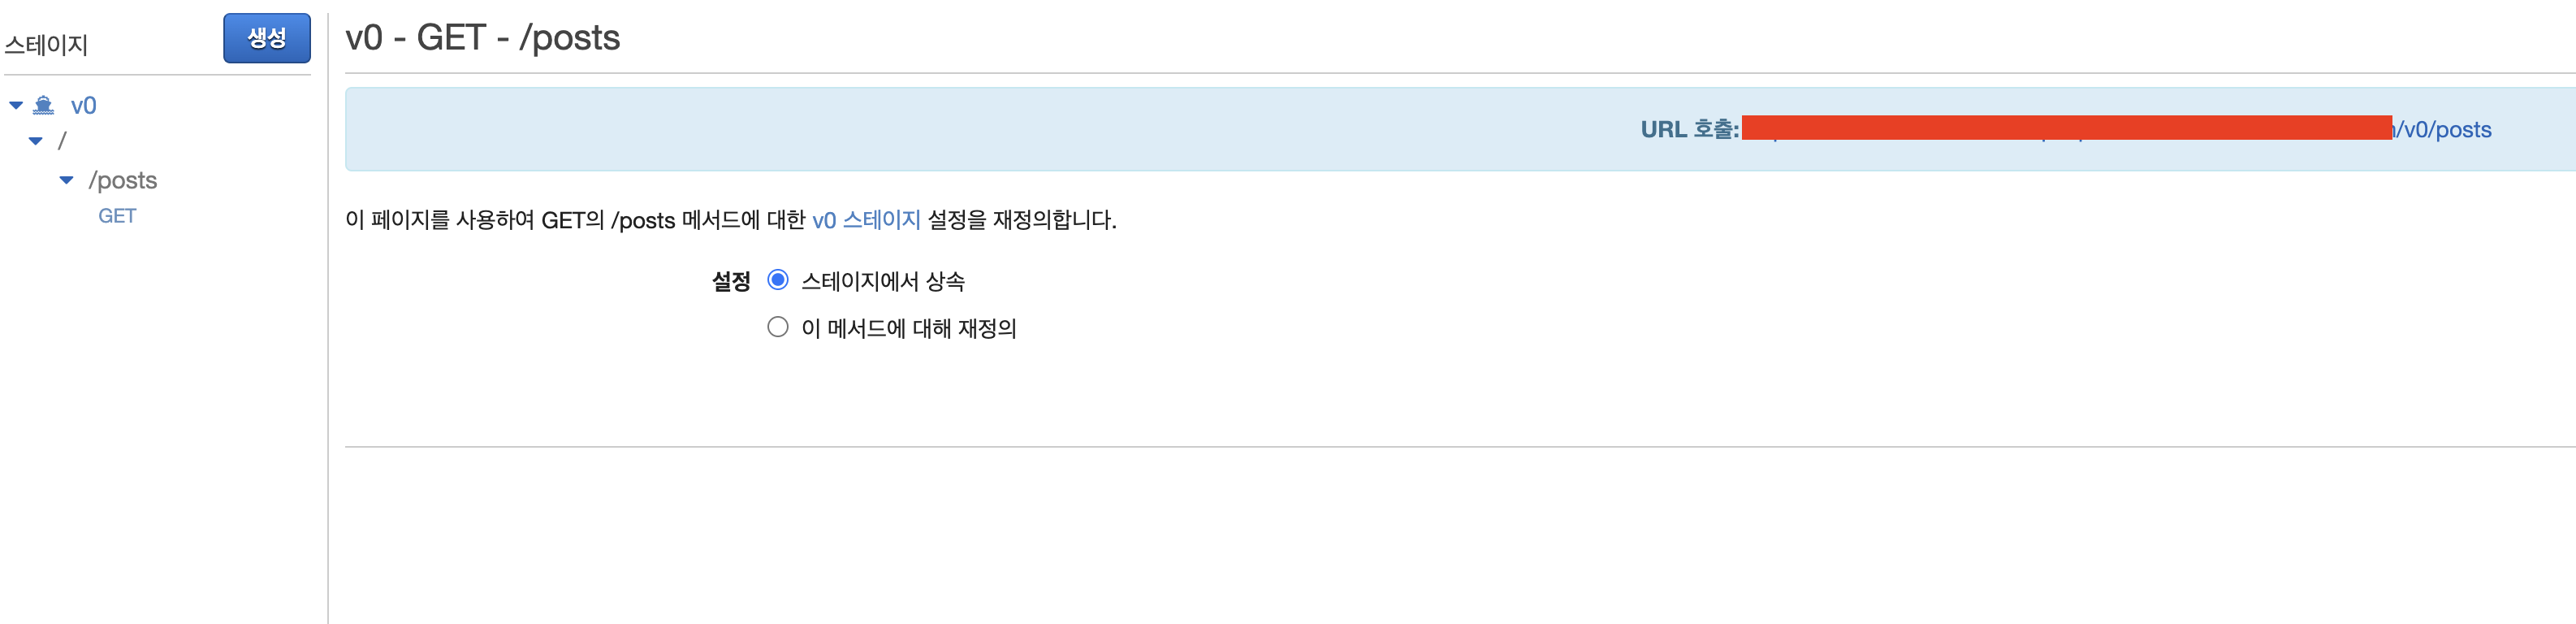 스테이지
생성
v0
/
/posts
GET
v0 - GET - /posts
URL 호출: /v0/posts
이 페이지를 사용하여 GET의 /posts 메서드에 대한 v0 스테이지 설정을 재정의합니다.
설정 스테이지에서 상속
이 메서드에 대해 재정의